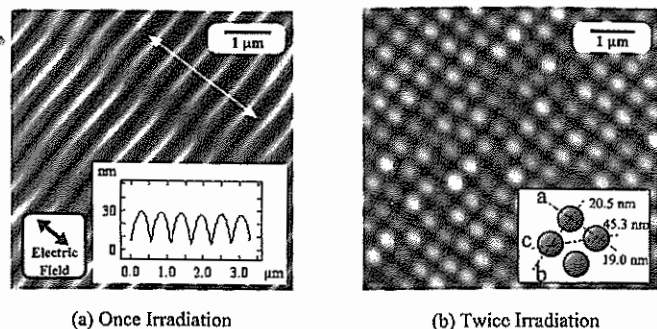 1 μm
nm
30
0
0.0 1.0 2.0 3.0 μm
Electric
Field
(a) Once Irradiation
1 μm
a
20.5 nm
45.3 nm
c
b
19.0 nm
(b) Twice Irradiation